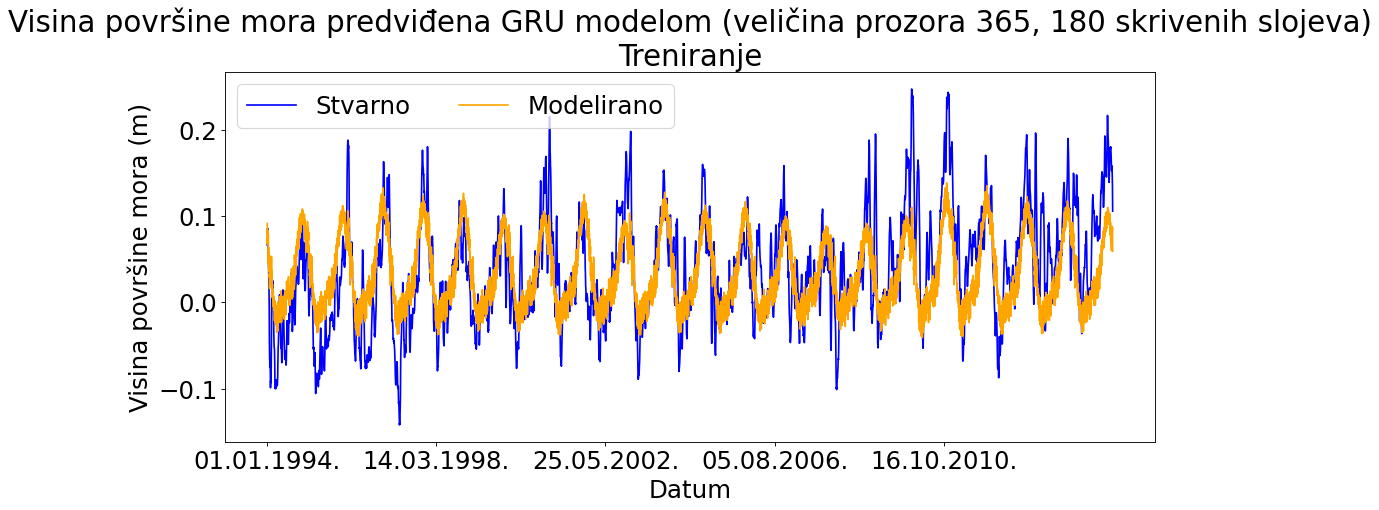 Visina površine mora predviđena GRU modelom (veličina prozora 365, 180 skrivenih slojeva)
Treniranje
Stvarno
Modelirano
Visina površine mora (m)
0.2
0.1
0.0
−0.1
01.01.1994.
14.03.1998.
25.05.2002.
05.08.2006.
16.10.2010.
Datum